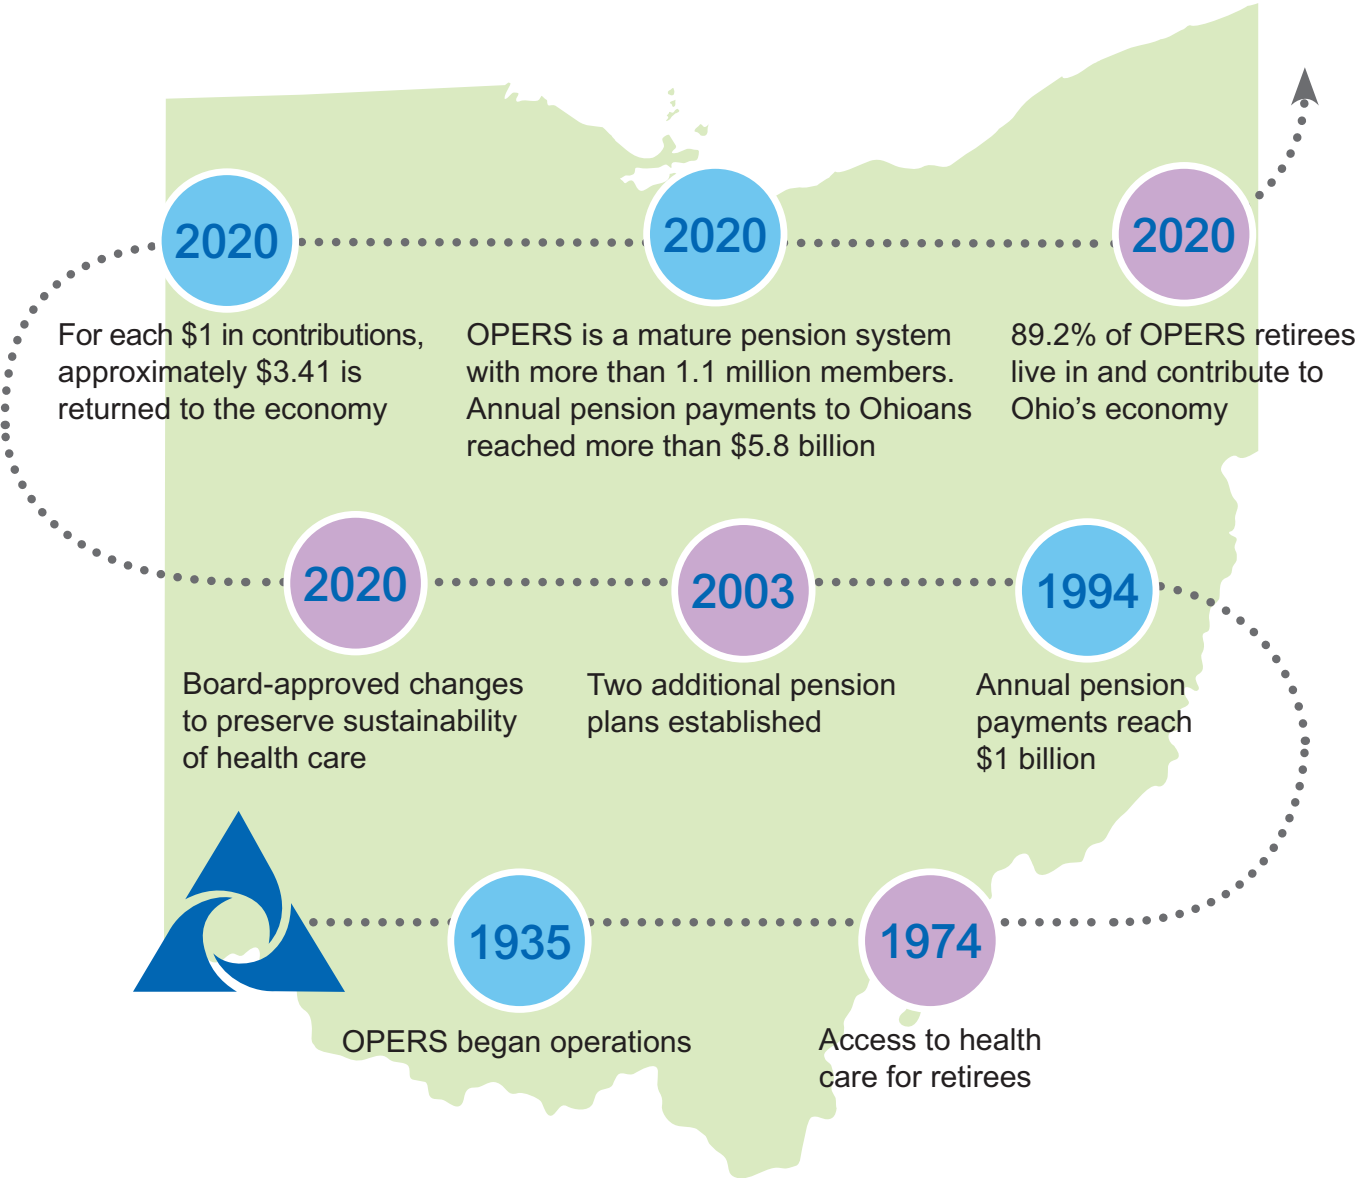 2020
For each $1 in contributions,
approximately $3.41 is
returned to the economy
2020
OPERS is a mature pension system
with more than 1.1 million members.
Annual pension payments to Ohioans
reached more than $5.8 billion
2020
89.2% of OPERS retirees
live in and contribute to
Ohio’s economy
2020
Board-approved changes
to preserve sustainability
of health care
2003
Two additional pension
plans established
1994
Annual pension
payments reach
$1 billion
1935
OPERS began operations
1974
Access to health
care for retirees